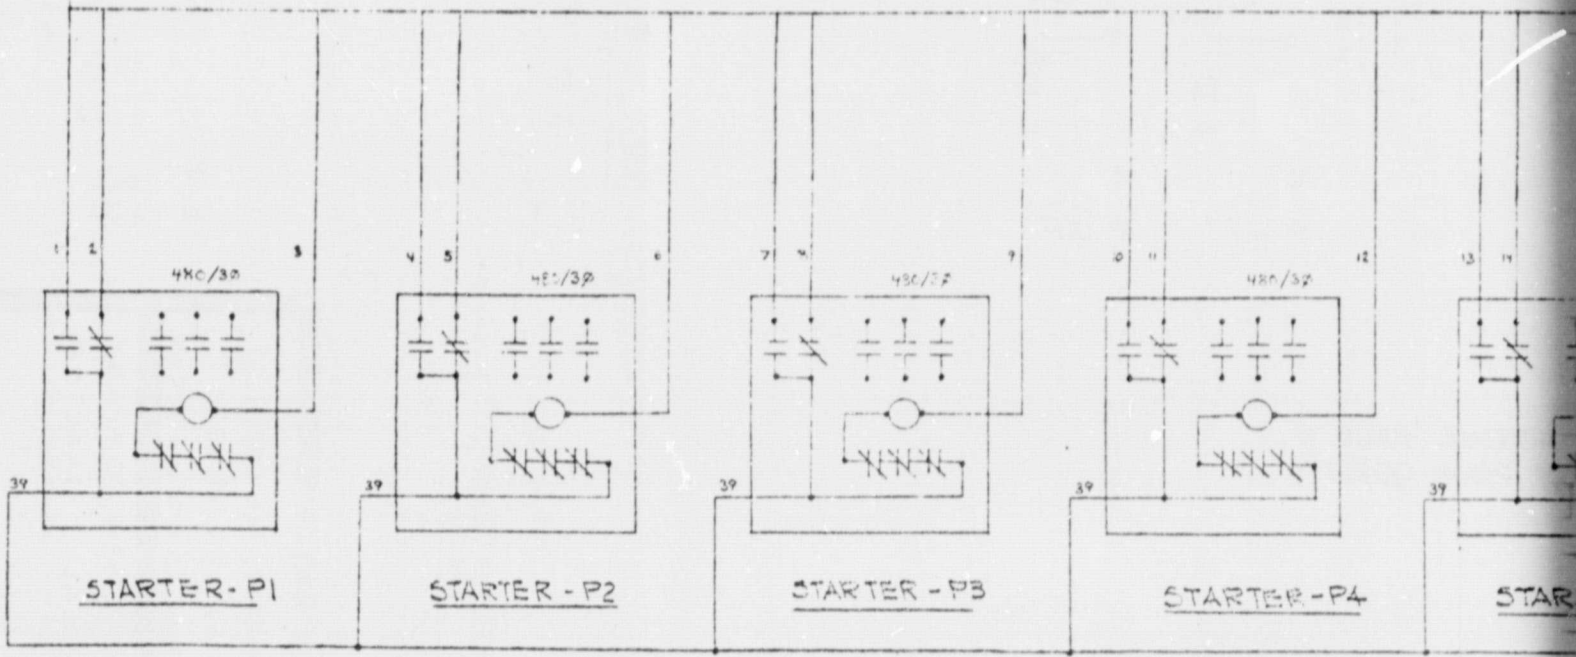 1 2 3 4 5 6 7 8 9 10 11 12 13 14
480/3Ø 480/3Ø 480/3Ø 480/3Ø
39 39 39 39 39
STARTER-P1 STARTER-P2 STARTER-P3 STARTER-P4 STAR